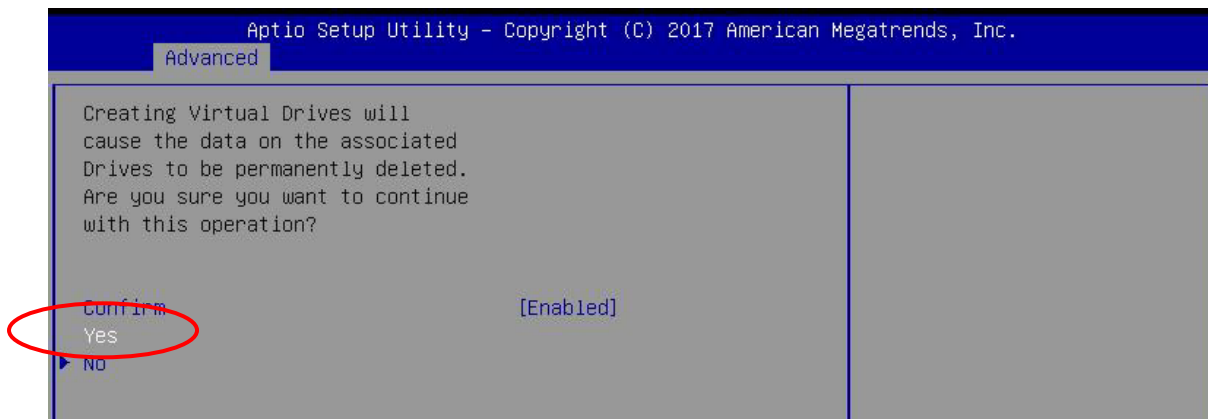 Aptio Setup Utility – Copyright (C) 2017 American Megatrends, Inc.
Advanced
Creating Virtual Drives will
cause the data on the associated
Drives to be permanently deleted.
Are you sure you want to continue
with this operation?
Confirm [Enabled]
Yes
No